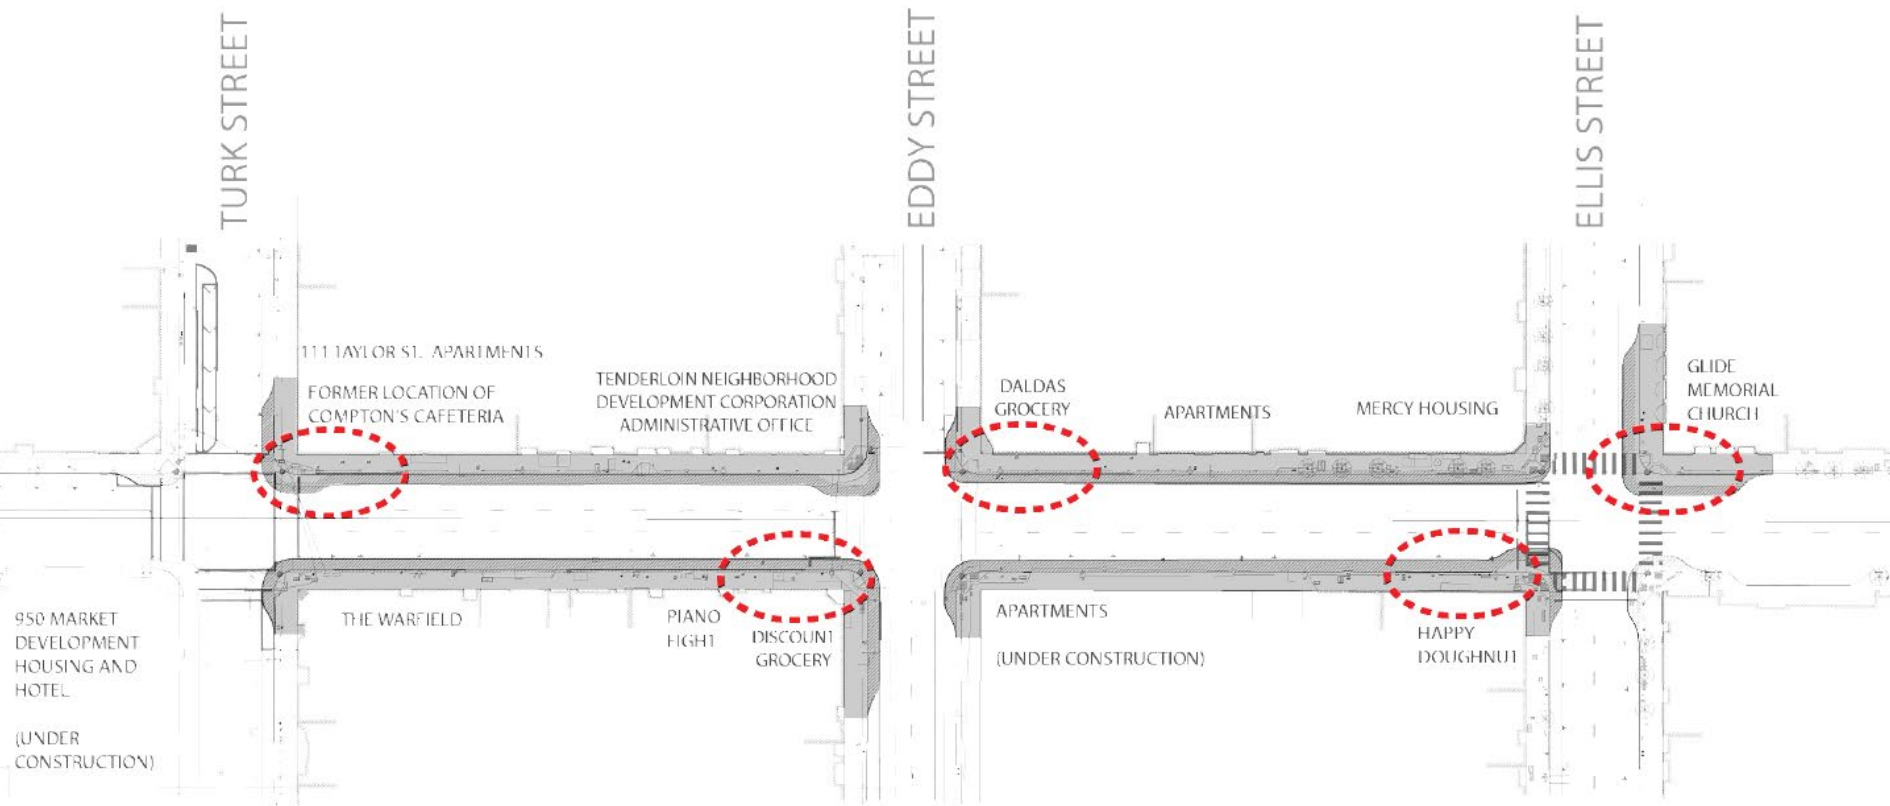 TURK STREET
EDDY STREET
ELLIS STREET
111 TAYLOR ST. APARTMENTS
FORMER LOCATION OF
COMPTON'S CAFETERIA
TENDERLOIN NEIGHBORHOOD
DEVELOPMENT CORPORATION
ADMINISTRATIVE OFFICE
DALDAS
GROCERY
APARTMENTS
MERCY HOUSING
GLIDE
MEMORIAL
CHURCH
950 MARKET
DEVELOPMENT
HOUSING AND
HOTEL
(UNDER
CONSTRUCTION)
THE WARFIELD
PIANO
FIGHT
DISCOUNT
GROCERY
APARTMENTS
(UNDER CONSTRUCTION)
HAPPY
DOUGHNUT